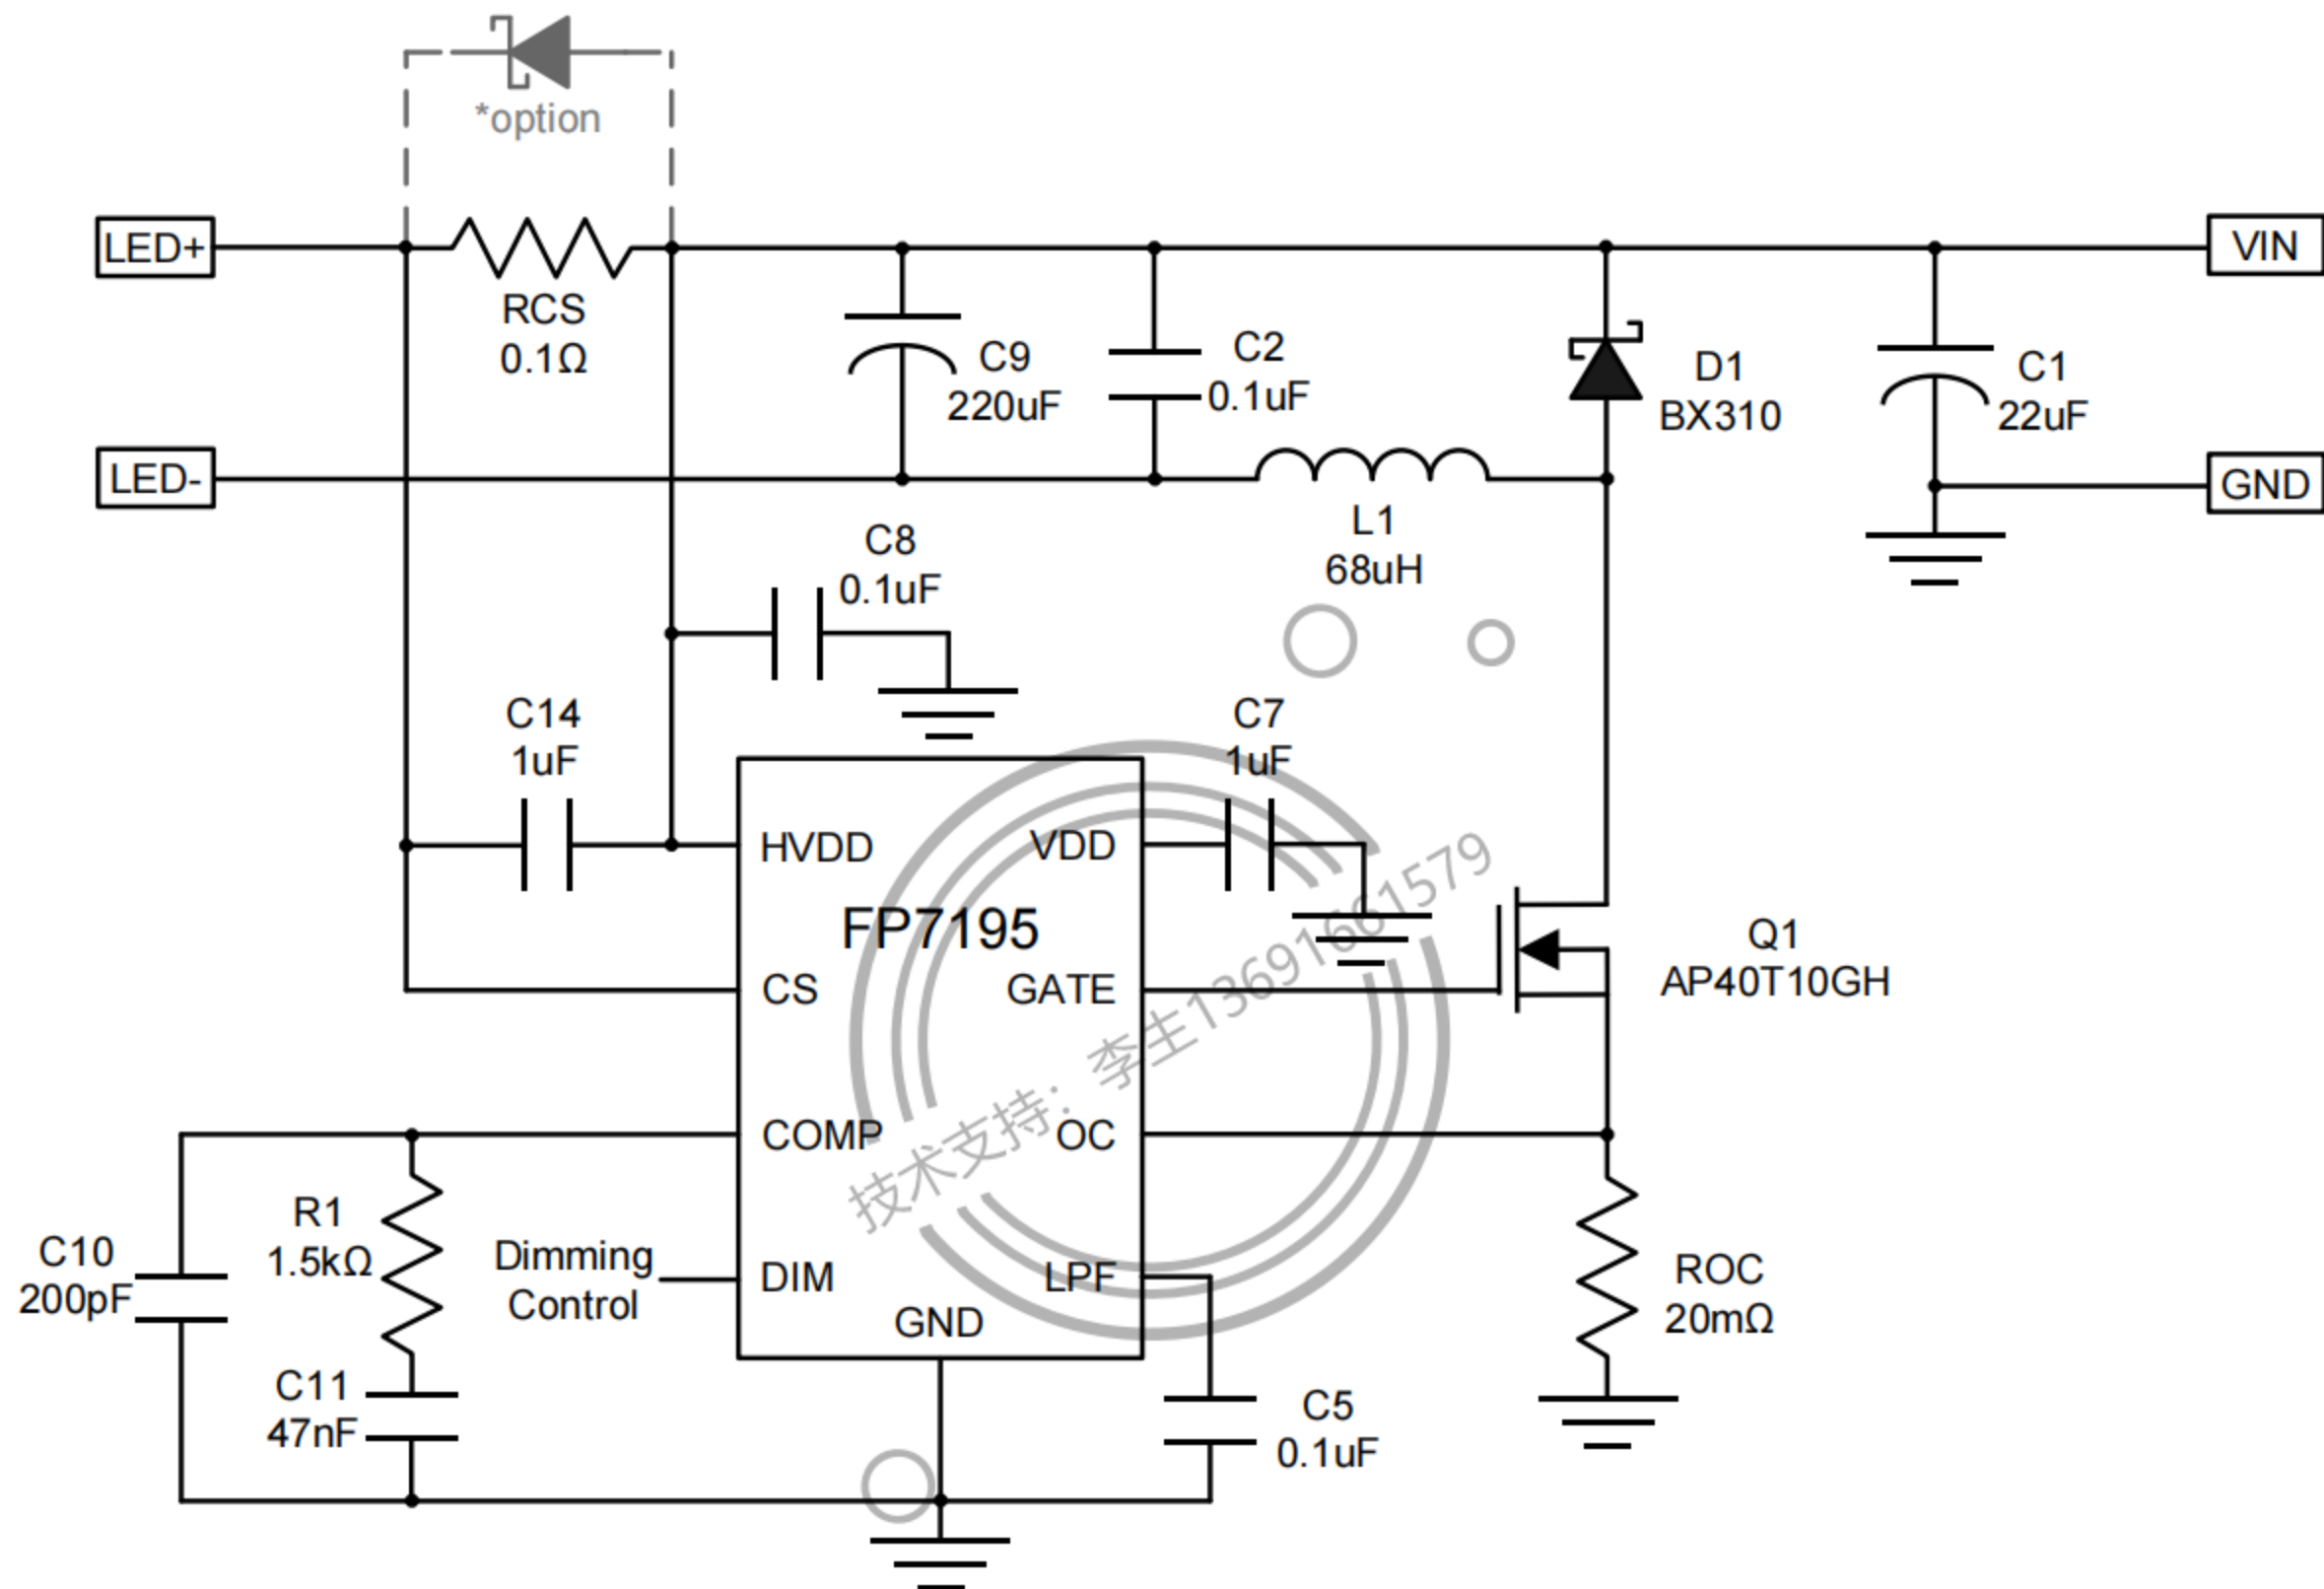 *option
LED+
VIN
RCS
0.1Ω
C9
220uF
C2
0.1uF
D1
BX310
C1
22uF
LED-
GND
L1
68uH
C8
0.1uF
C14
1uF
C7
1uF
HVDD
VDD
FP7195
CS
GATE
Q1
AP40T10GH
COMP
OC
技术支持：李主13691661579
R1
1.5kΩ
C10
200pF
Dimming
Control
DIM
LPF
GND
ROC
20mΩ
C11
47nF
C5
0.1uF